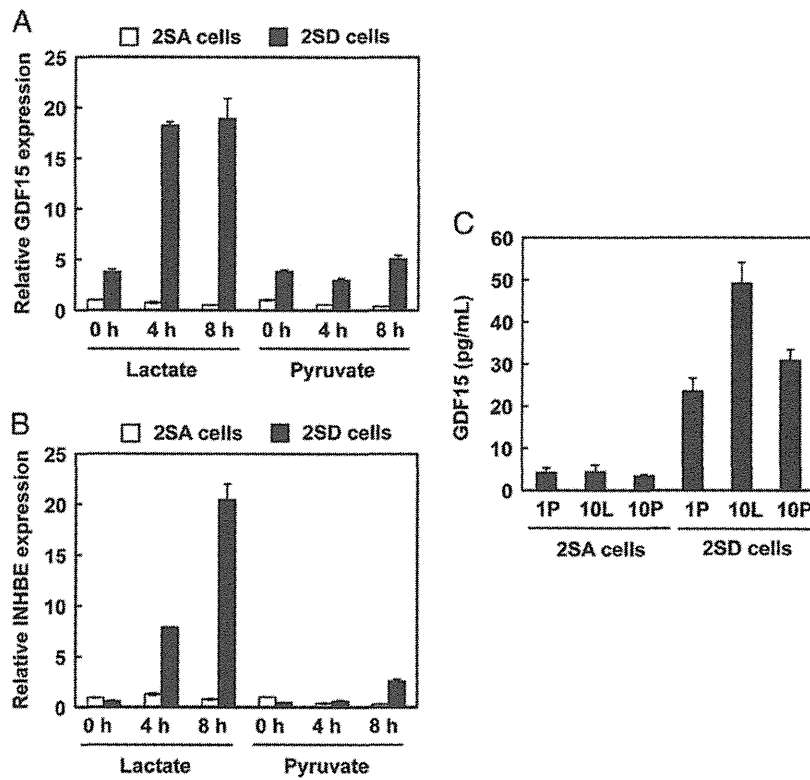 A
2SA cells 2SD cells
Relative GDF15 expression
25
20
15
10
5
0
0 h 4 h 8 h 0 h 4 h 8 h
Lactate Pyruvate
B
2SA cells 2SD cells
Relative INHBE expression
25
20
15
10
5
0
0 h 4 h 8 h 0 h 4 h 8 h
Lactate Pyruvate
C
GDF15 (pg/mL)
60
50
40
30
20
10
0
1P 10L 10P 1P 10L 10P
2SA cells 2SD cells